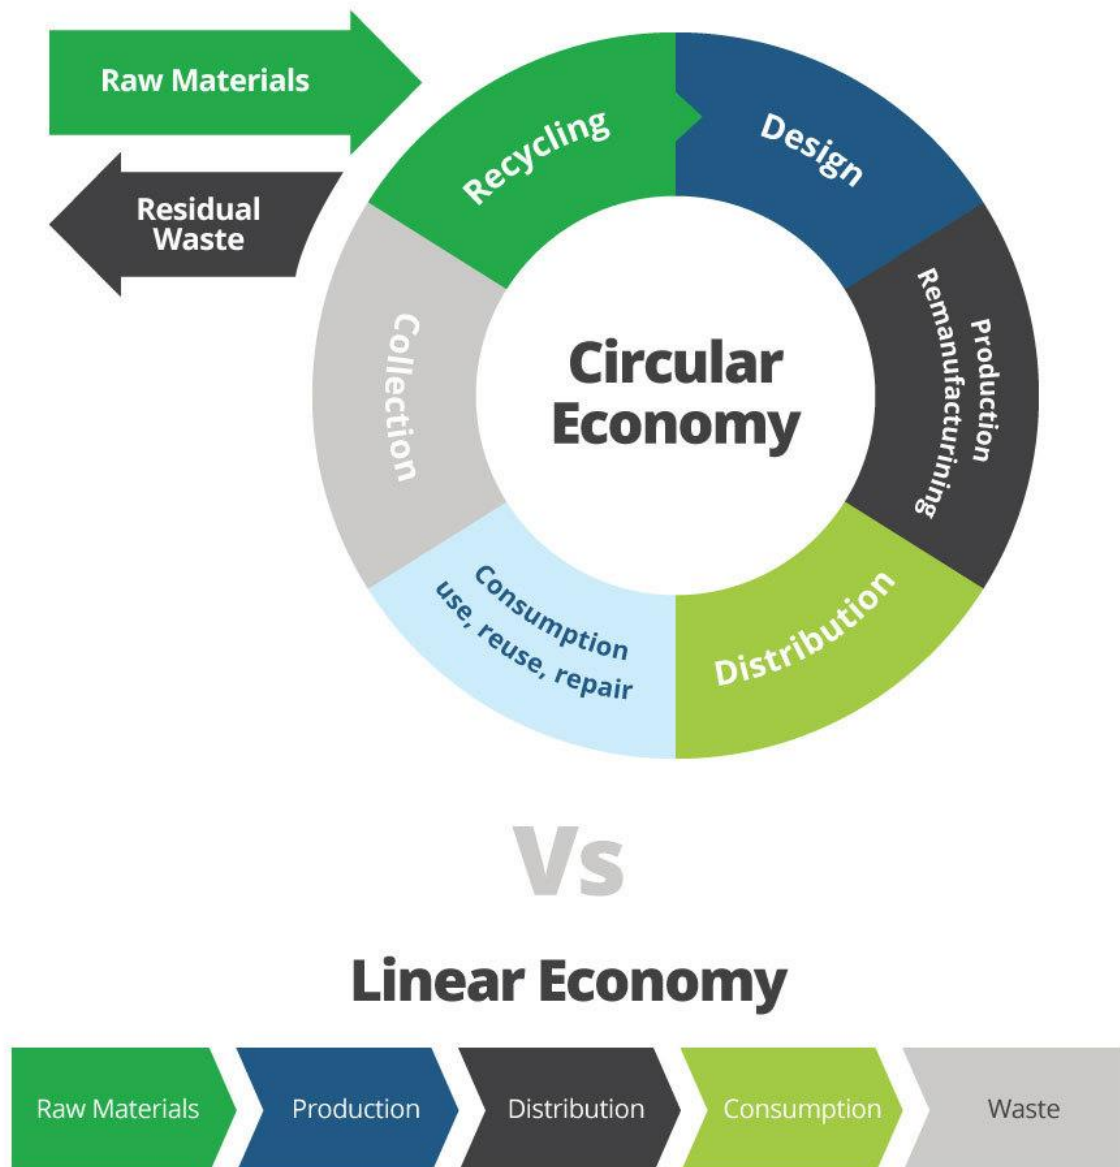 Raw Materials
Residual
Waste
Recycling
Design
Production
Remanufacturining
Distribution
Consumption
use, reuse, repair
Collection
Circular
Economy
Vs
Linear Economy
Raw Materials
Production
Distribution
Consumption
Waste